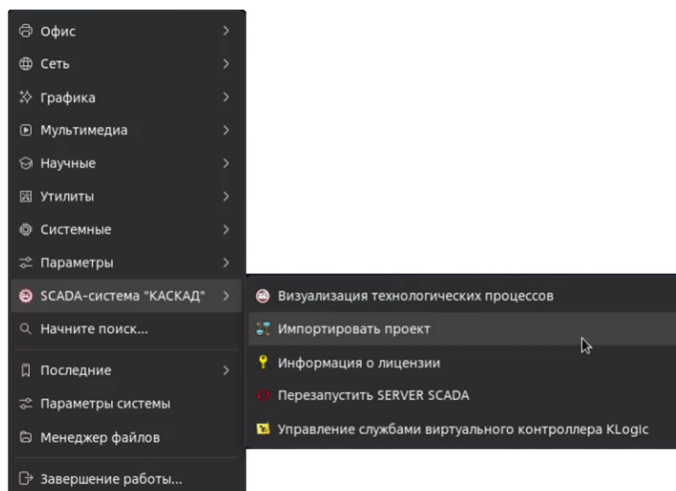 Офис
Сеть
Графика
Мультимедиа
Научные
Утилиты
Системные
Параметры
SCADA-система "КАСКАД"
Начните поиск...
Последние
Параметры системы
Менеджер файлов
Завершение работы...
Визуализация технологических процессов
Импортировать проект
Информация о лицензии
Перезапустить SERVER SCADA
Управление службами виртуального контроллера KLogic